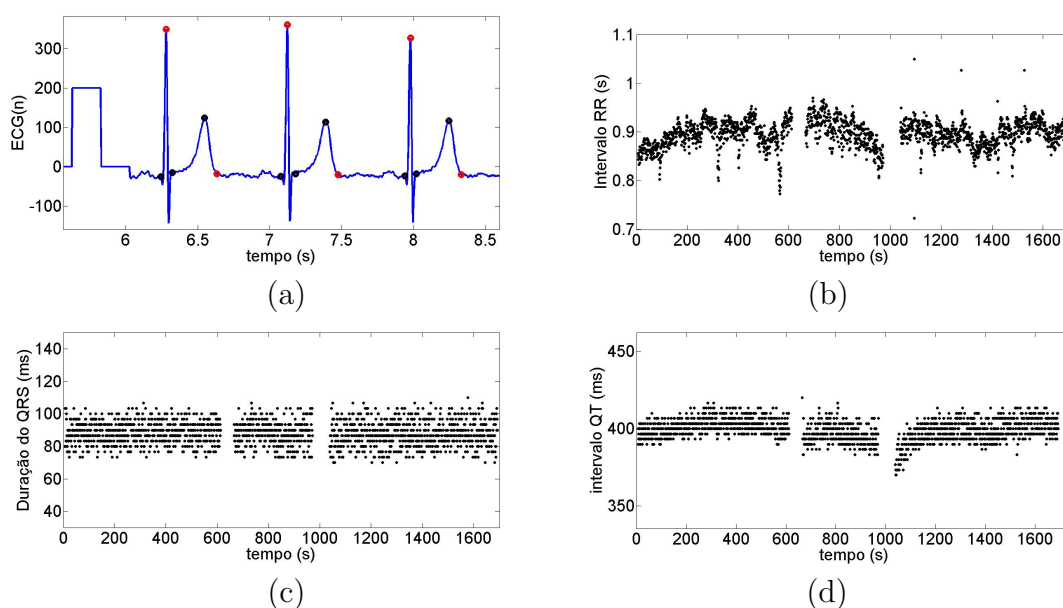 300
200
100
0
-100
ECG(n)
6 6.5 7 7.5 8 8.5
tempo (s)
(a)
1.1
1
0.9
0.8
0.7
Intervalo RR (s)
0 200 400 600 800 1000 1200 1400 1600
tempo (s)
(b)
140
120
100
80
60
40
Duração do QRS (ms)
0 200 400 600 800 1000 1200 1400 1600
tempo (s)
(c)
450
400
350
intervalo QT (ms)
0 200 400 600 800 1000 1200 1400 1600
tempo (s)
(d)